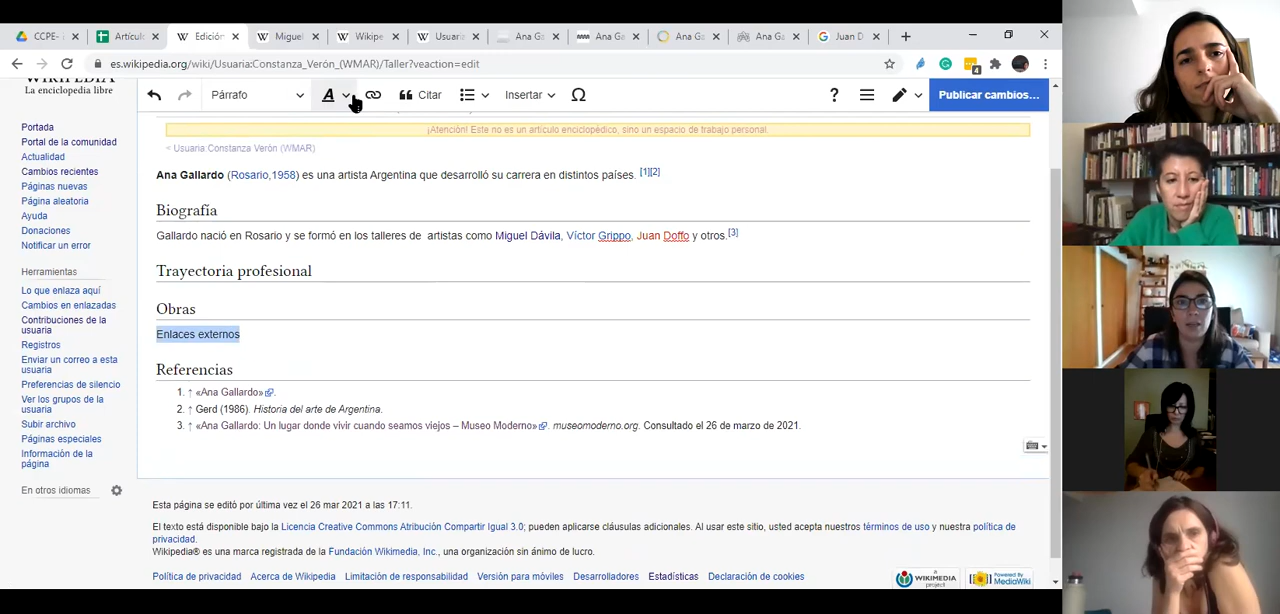 CCPE-
Artícul
Edición
Miguel
Wikipe
Usuaria
Ana Ga
Ana Ga
Ana Ga
Ana Ga
Juan D
es.wikipedia.org/wiki/Usuaria:Constanza_Verón_(WMAR)/Taller?veaction=edit
4
WIKIPEDIA
La enciclopedia libre
Párrafo
A
Citar
Insertar
Ω
?
Publicar cambios...
Portada
Portal de la comunidad
Actualidad
Cambios recientes
Páginas nuevas
Página aleatoria
Ayuda
Donaciones
Notificar un error
Herramientas
Lo que enlaza aquí
Cambios en enlazadas
Contribuciones de la
usuaria
Registros
Enviar un correo a esta
usuaria
Preferencias de silencio
Ver los grupos de la
usuaria
Subir archivo
Páginas especiales
Información de la
página
En otros idiomas
¡Atención! Este no es un artículo enciclopédico, sino un espacio de trabajo personal.
< Usuaria:Constanza Verón (WMAR)
Ana Gallardo (Rosario,1958) es una artista Argentina que desarrolló su carrera en distintos países. [1][2]
Biografía
Gallardo nació en Rosario y se formó en los talleres de artistas como Miguel Dávila, Víctor Grippo, Juan Doffo y otros.[3]
Trayectoria profesional
Obras
Enlaces externos
Referencias
1. ↑ «Ana Gallardo».
2. ↑ Gerd (1986). Historia del arte de Argentina.
3. ↑ «Ana Gallardo: Un lugar donde vivir cuando seamos viejos – Museo Moderno». museomoderno.org. Consultado el 26 de marzo de 2021.
Esta página se editó por última vez el 26 mar 2021 a las 17:11.
El texto está disponible bajo la Licencia Creative Commons Atribución Compartir Igual 3.0; pueden aplicarse cláusulas adicionales. Al usar este sitio, usted acepta nuestros términos de uso y nuestra política de
privacidad.
Wikipedia® es una marca registrada de la Fundación Wikimedia, Inc., una organización sin ánimo de lucro.
Política de privacidad
Acerca de Wikipedia
Limitación de responsabilidad
Versión para móviles
Desarrolladores
Estadísticas
Declaración de cookies
A
WIKIMEDIA
project
Powered By
MediaWiki